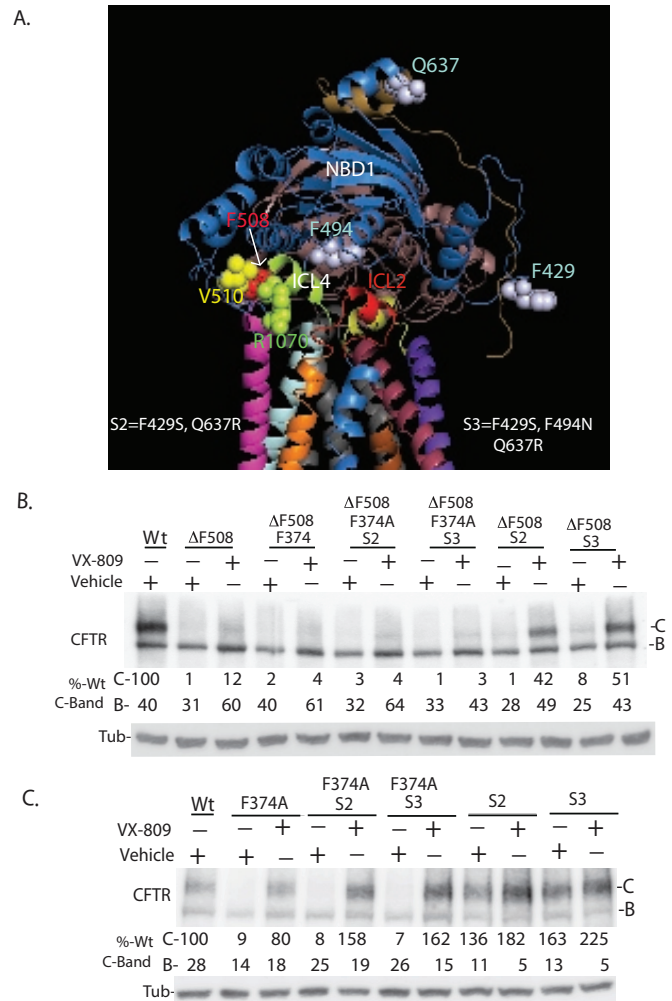 A.
Q637
NBD1
F508
F494
F429
ICL4
ICL2
V510
R1070
S2=F429S, Q637R
S3=F429S, F494N
Q637R
B.
Wt
ΔF508
ΔF508
F374
ΔF508
F374A
S2
ΔF508
F374A
S3
ΔF508
S2
ΔF508
S3
VX-809 − − + − + − + − + − + − +
Vehicle + + − + − + − + − + − + −
CFTR
-C
-B
%-Wt
C-Band
C-100 1 12 2 4 3 4 1 3 1 42 8 51
B- 40 31 60 40 61 32 64 33 43 28 49 25 43
Tub-
C.
Wt
F374A
F374A
S2
F374A
S3
S2
S3
VX-809 − − + − + − + − + − +
Vehicle + + − + − + − + − + −
CFTR
-C
-B
%-Wt
C-Band
C-100 9 80 8 158 7 162 136 182 163 225
B- 28 14 18 25 19 26 15 11 5 13 5
Tub-